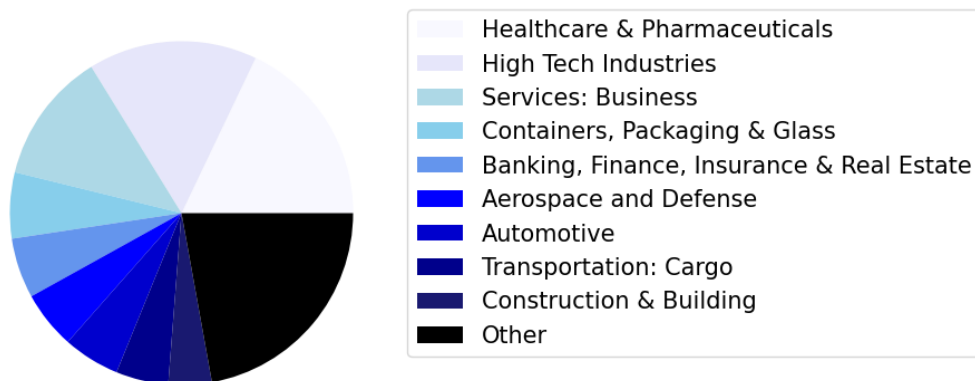 Healthcare & Pharmaceuticals
High Tech Industries
Services: Business
Containers, Packaging & Glass
Banking, Finance, Insurance & Real Estate
Aerospace and Defense
Automotive
Transportation: Cargo
Construction & Building
Other